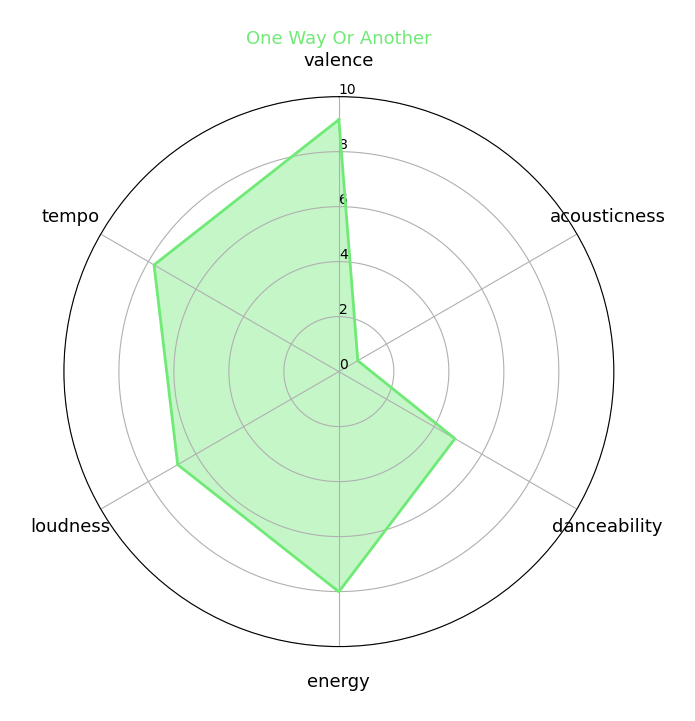 One Way Or Another
valence
10
8
6
4
2
0
tempo
acousticness
loudness
danceability
energy